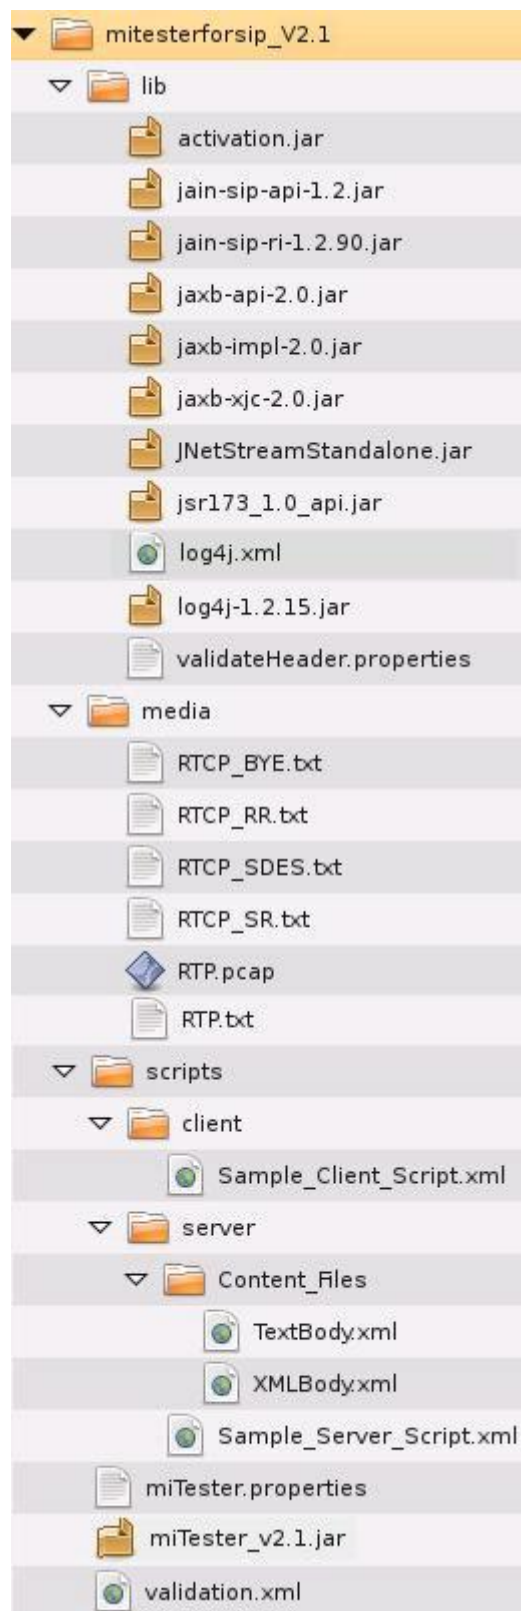 mitesterforsip_V2.1
lib
activation.jar
jain-sip-api-1.2.jar
jain-sip-ri-1.2.90.jar
jaxb-api-2.0.jar
jaxb-impl-2.0.jar
jaxb-xjc-2.0.jar
JNetStreamStandalone.jar
jsr173_1.0_api.jar
log4j.xml
log4j-1.2.15.jar
validateHeader.properties
media
RTCP_BYE.txt
RTCP_RR.txt
RTCP_SDES.txt
RTCP_SR.txt
RTP.pcap
RTP.txt
scripts
client
Sample_Client_Script.xml
server
Content_Files
TextBody.xml
XMLBody.xml
Sample_Server_Script.xml
miTester.properties
miTester_v2.1.jar
validation.xml